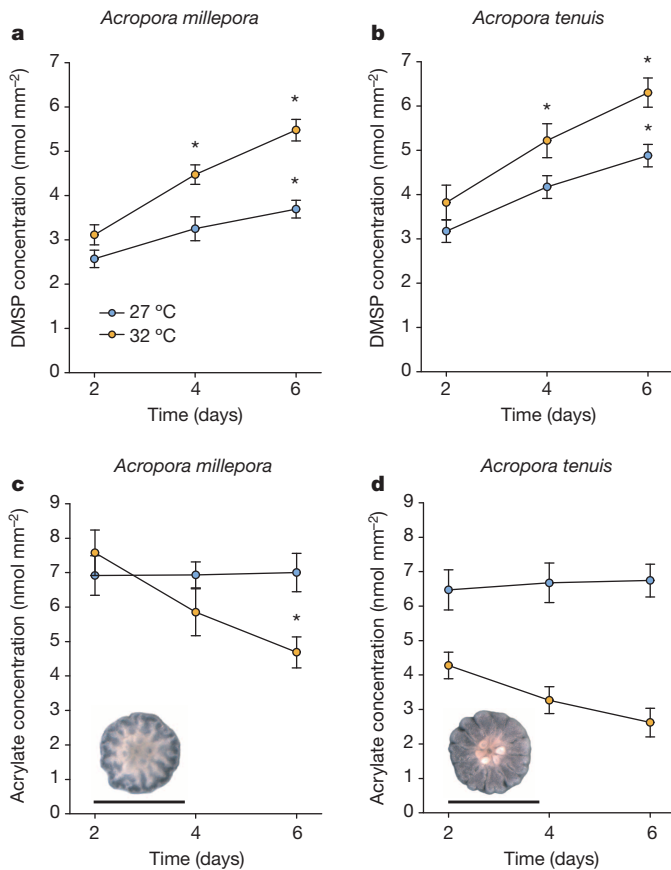 Acropora millepora
a
DMSP concentration (nmol mm⁻²)
7
6
5
4
3
2
1
0
*
*
*
27 °C
32 °C
2 4 6
Time (days)
Acropora tenuis
b
DMSP concentration (nmol mm⁻²)
7
6
5
4
3
2
1
0
*
*
*
2 4 6
Time (days)
Acropora millepora
c
Acrylate concentration (nmol mm⁻²)
9
8
7
6
5
4
3
2
1
0
*
2 4 6
Time (days)
Acropora tenuis
d
Acrylate concentration (nmol mm⁻²)
9
8
7
6
5
4
3
2
1
0
2 4 6
Time (days)